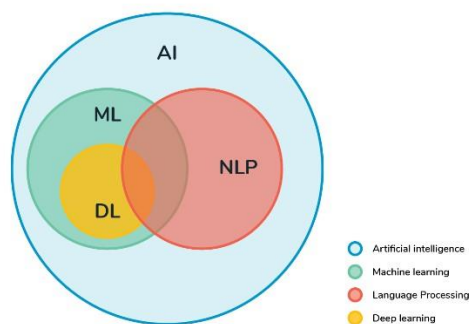 AI
ML
NLP
DL
Artificial intelligence
Machine learning
Language Processing
Deep learning